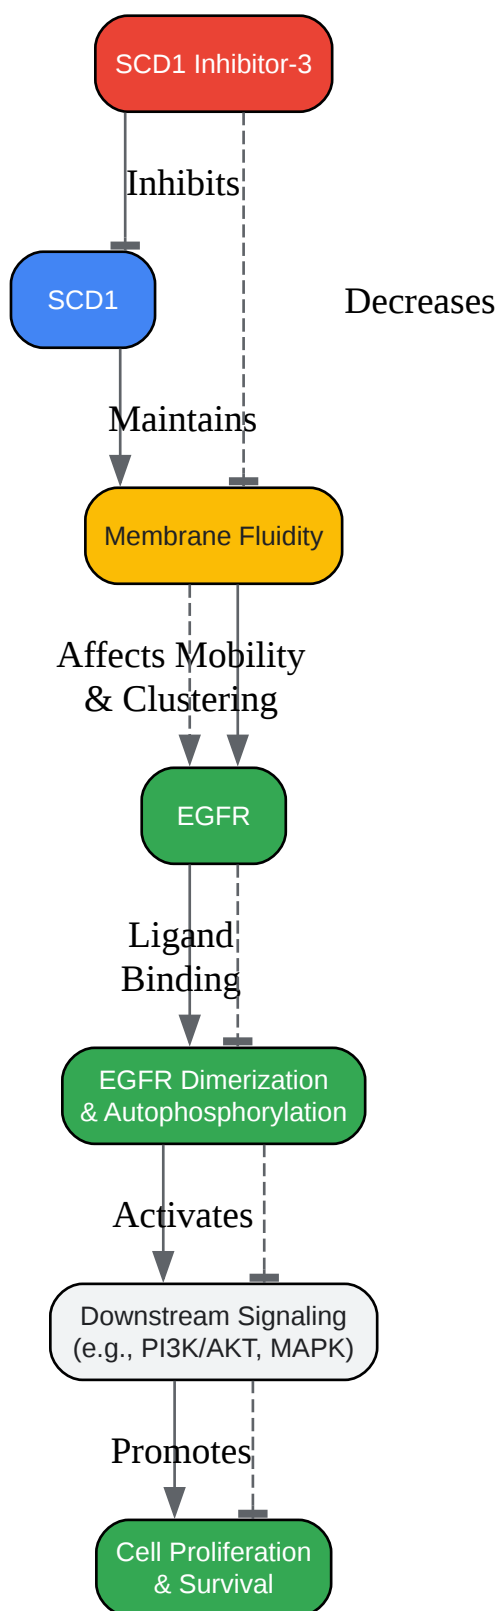 SCD1 Inhibitor-3
Inhibits
SCD1
Decreases
Maintains
Membrane Fluidity
Affects Mobility
& Clustering
EGFR
Ligand
Binding
EGFR Dimerization
& Autophosphorylation
Activates
Downstream Signaling
(e.g., PI3K/AKT, MAPK)
Promotes
Cell Proliferation
& Survival